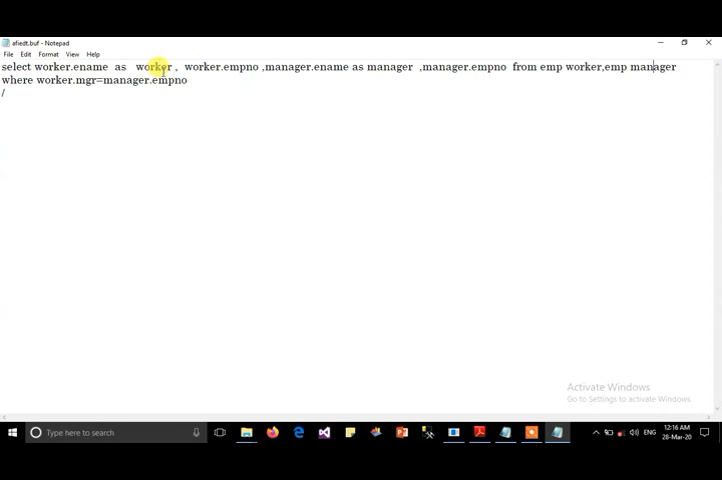 afiedt.buf - Notepad
File Edit Format View Help
select worker.ename as worker , worker.empno ,manager.ename as manager ,manager.empno from emp worker,emp manager
where worker.mgr=manager.empno
/
Activate Windows
Go to Settings to activate Windows.
Type here to search
ENG
12:16 AM
28-Mar-20